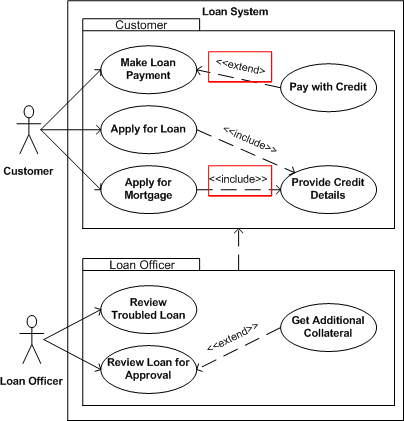 Loan System
Customer
Make Loan
Payment
<<extend>
Pay with Credit
Apply for Loan
<<include>>
Customer
Apply for
Mortgage
<<include>>
Provide Credit
Details
Loan Officer
Review
Troubled Loan
Get Additional
Collateral
<<extend>>
Review Loan for
Approval
Loan Officer